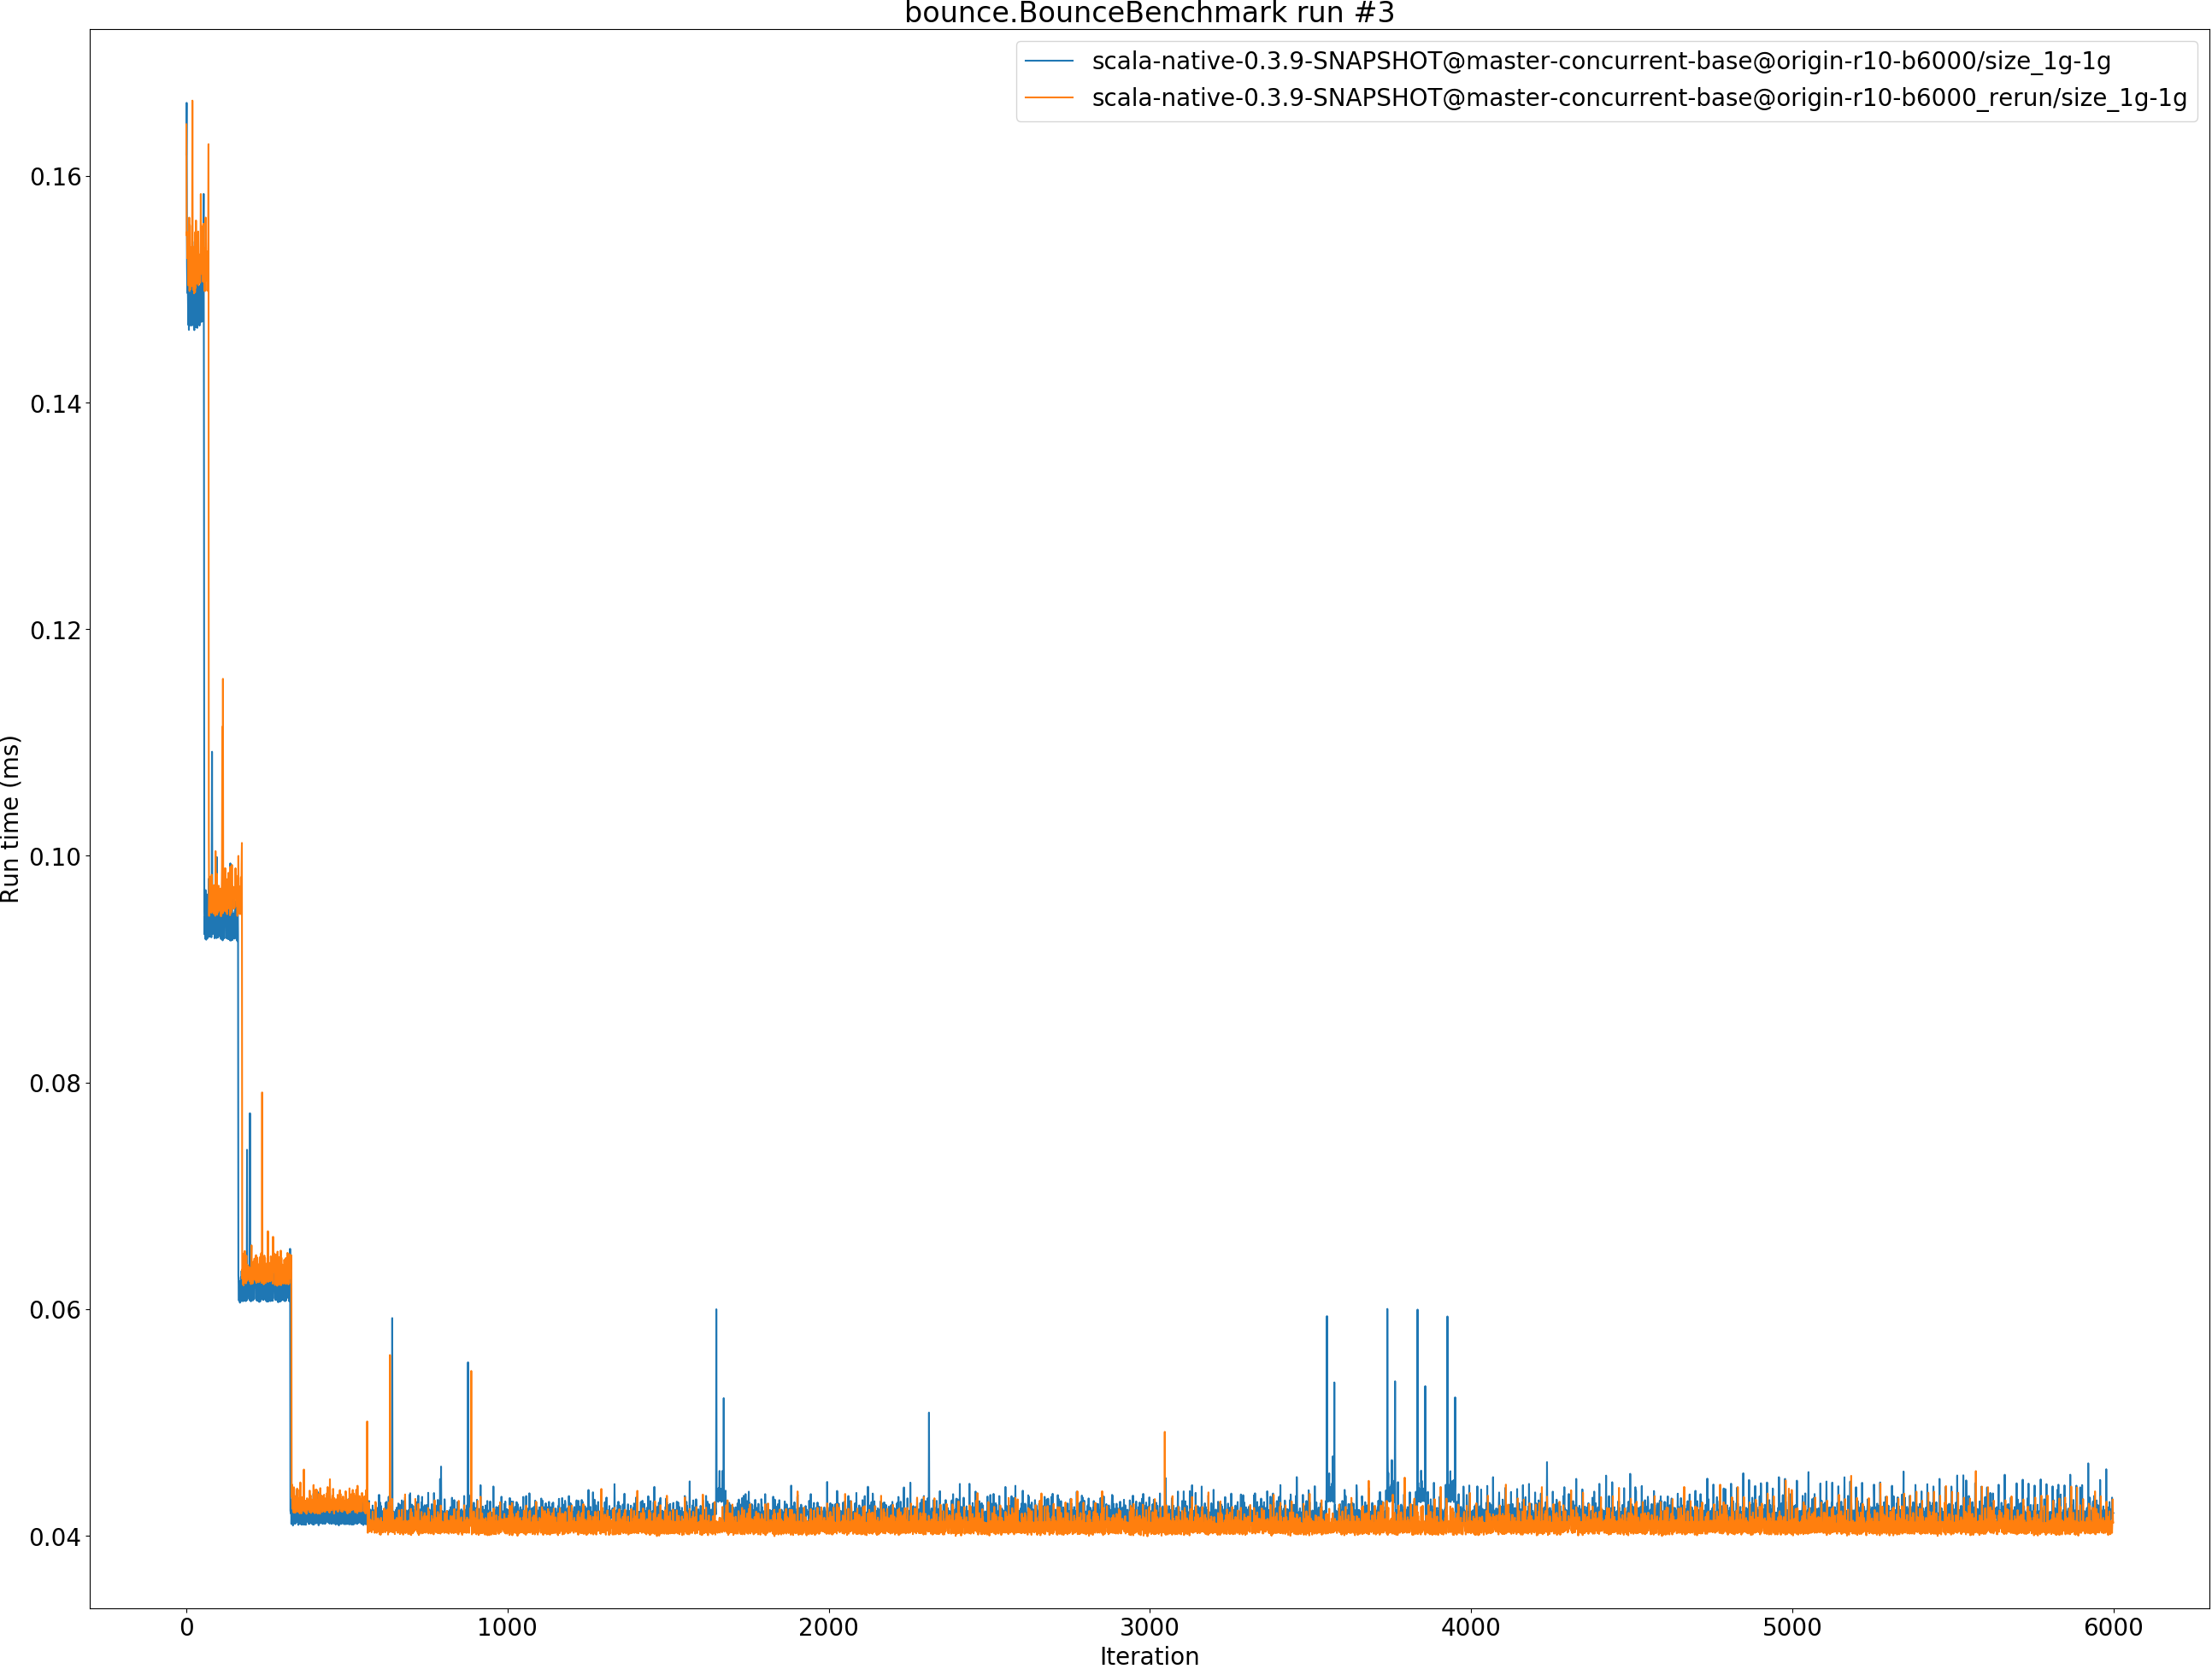 bounce.BounceBenchmark run #3
scala-native-0.3.9-SNAPSHOT@master-concurrent-base@origin-r10-b6000/size_1g-1g
scala-native-0.3.9-SNAPSHOT@master-concurrent-base@origin-r10-b6000_rerun/size_1g-1g
Run time (ms)
0.16
0.14
0.12
0.10
0.08
0.06
0.04
0 1000 2000 3000 4000 5000 6000
Iteration